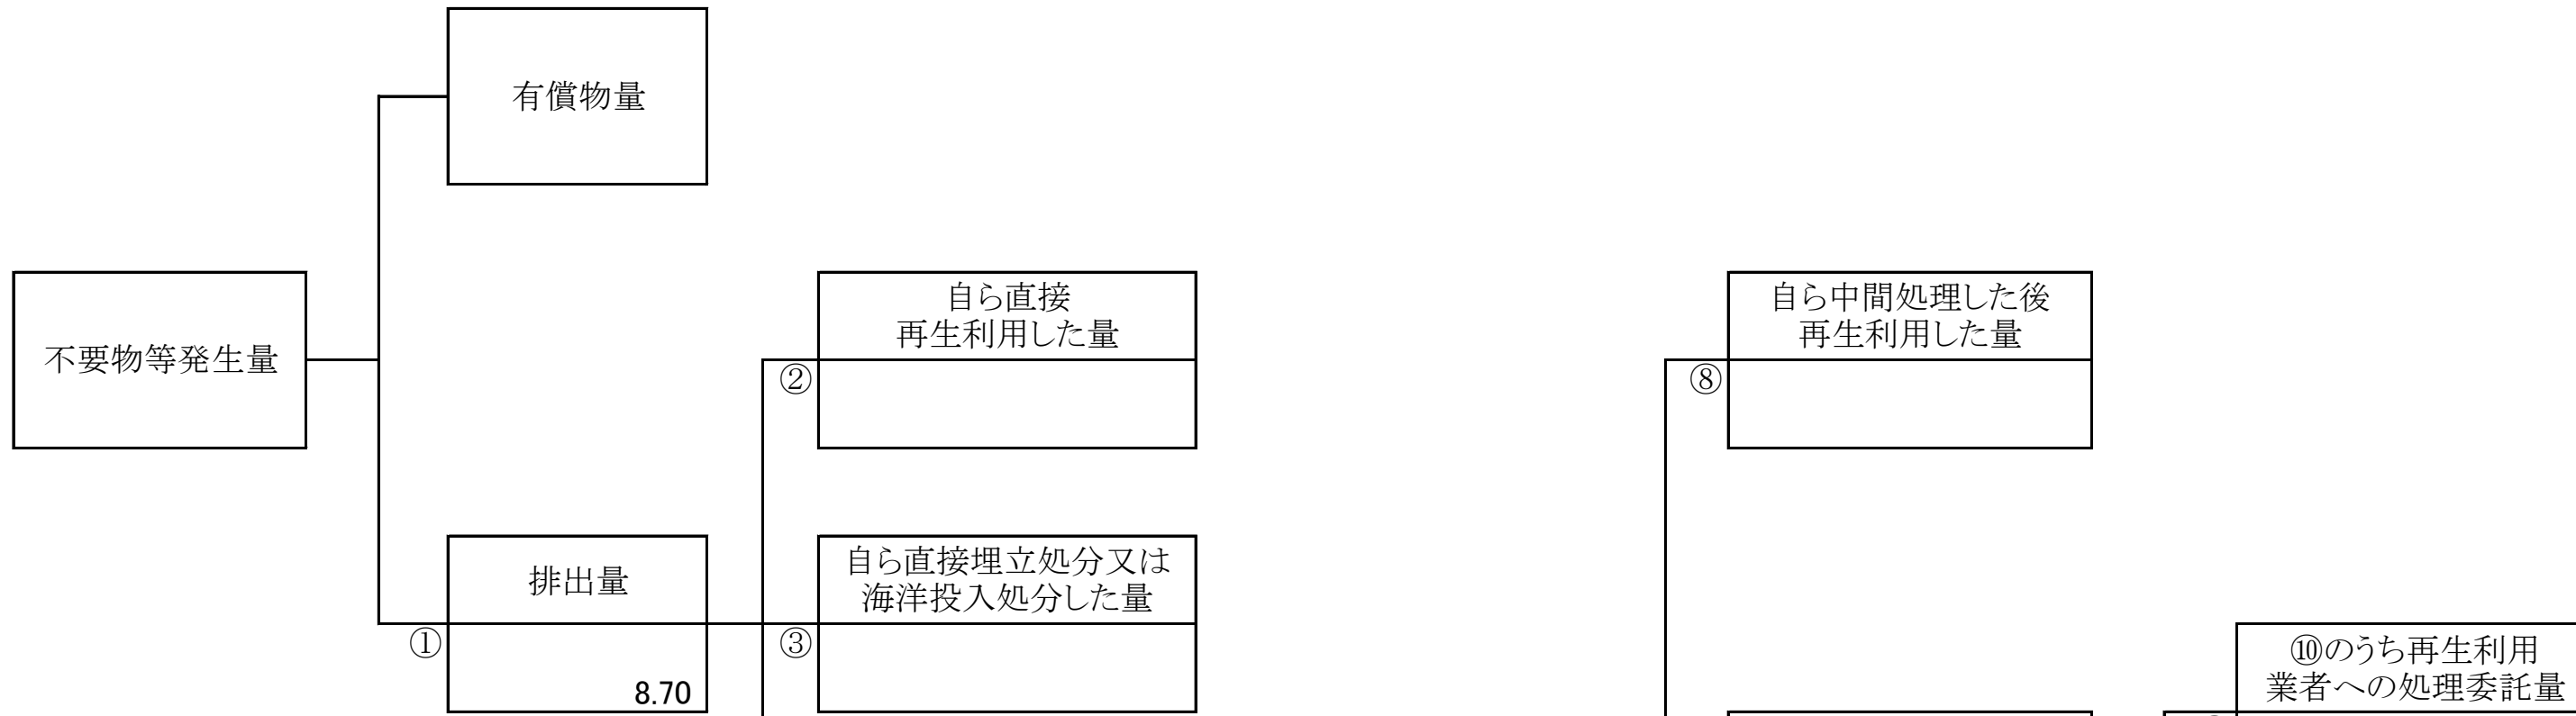 有償物量
不要物等発生量
自ら直接
再生利用した量
②
自ら中間処理した後
再生利用した量
⑧
排出量
①
8.70
自ら直接埋立処分又は
海洋投入処分した量
③
⑩のうち再生利用
業者への処理委託量